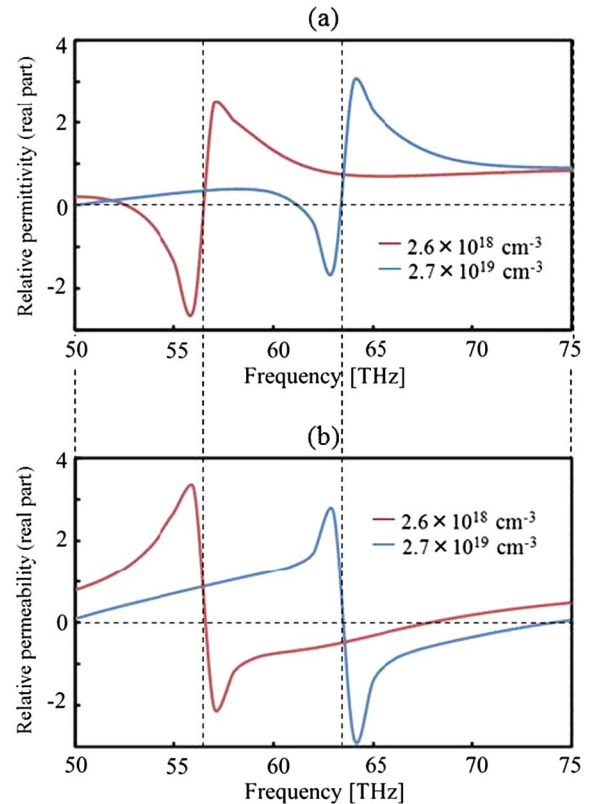 (a)
Relative permittivity (real part)
4
2
0
-2
2.6 × 10¹⁸ cm⁻³
2.7 × 10¹⁹ cm⁻³
50 55 60 65 70 75
Frequency [THz]
(b)
Relative permeability (real part)
4
2
0
-2
2.6 × 10¹⁸ cm⁻³
2.7 × 10¹⁹ cm⁻³
50 55 60 65 70 75
Frequency [THz]